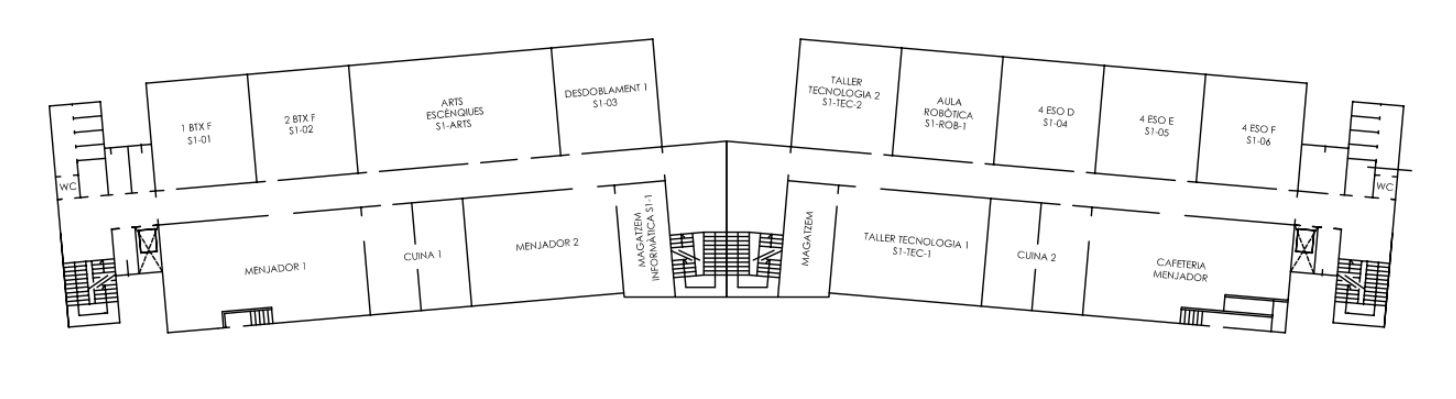 1 BTX F
S1-01
2 BTX F
S1-02
ARTS
ESCÈNQIUES
S1-ARTS
DESDOBLAMENT 1
S1-03
TALLER
TECNOLOGIA 2
S1-TEC-2
AULA
ROBÒTICA
S1-ROB-1
4 ESO D
S1-04
4 ESO E
S1-05
4 ESO F
S1-06
WC
WC
MENJADOR 1
CUINA 1
MENJADOR 2
MAGATZEM
INFORMÀTICA S1-1
MAGATZEM
TALLER TECNOLOGIA 1
S1-TEC-1
CUINA 2
CAFETERIA
MENJADOR